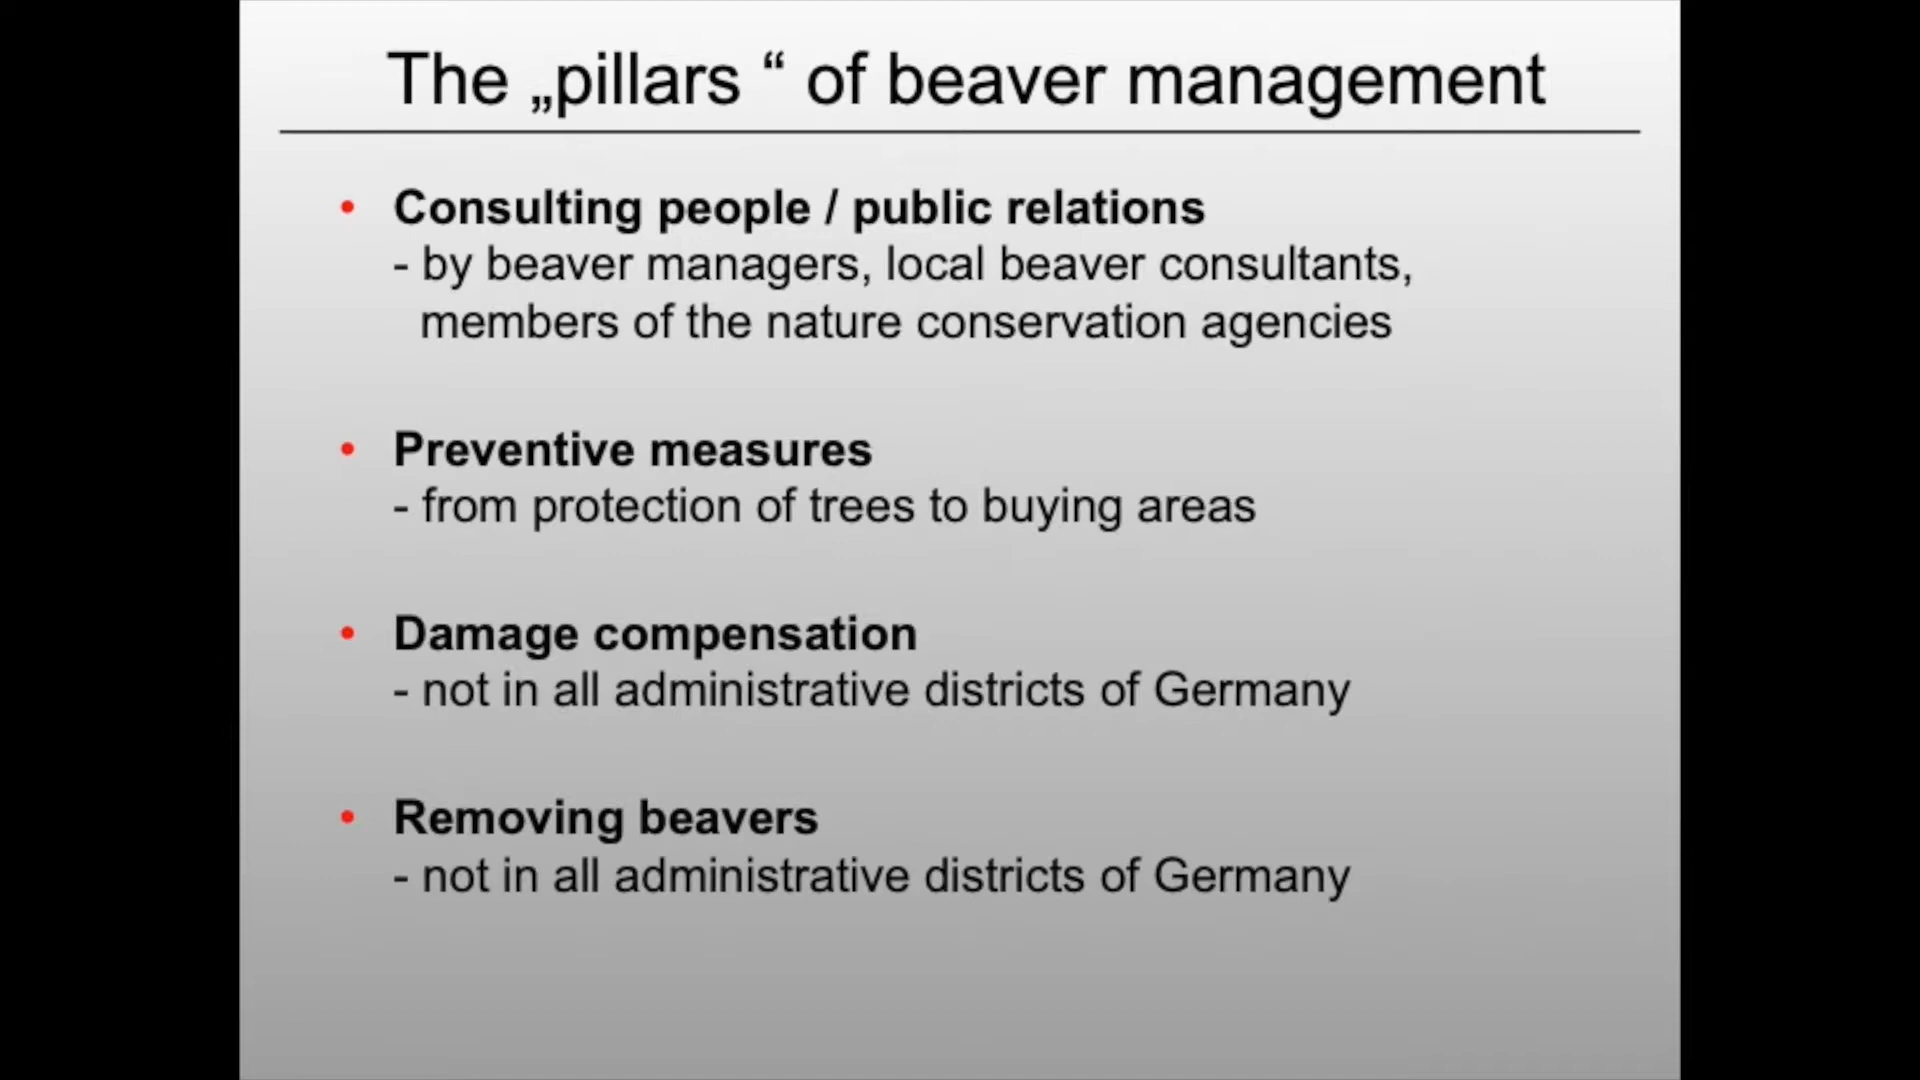 The „pillars “ of beaver management
• Consulting people / public relations
- by beaver managers, local beaver consultants,
members of the nature conservation agencies
• Preventive measures
- from protection of trees to buying areas
• Damage compensation
- not in all administrative districts of Germany
• Removing beavers
- not in all administrative districts of Germany